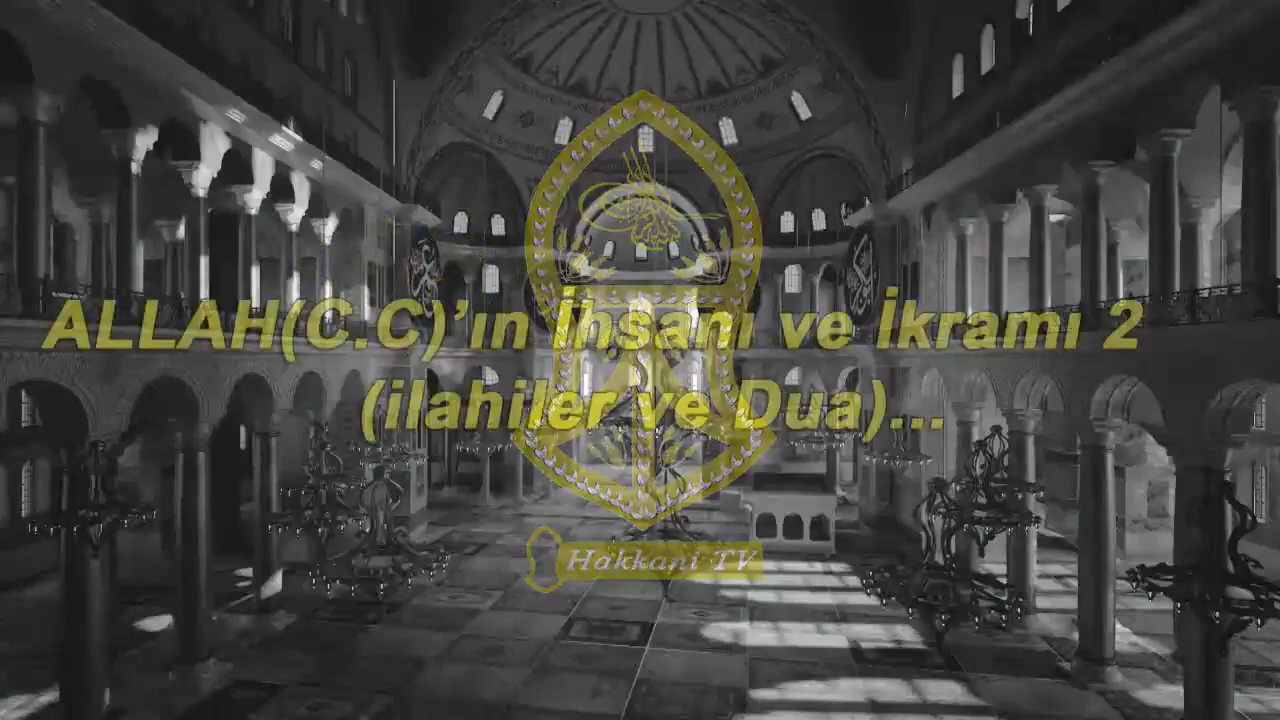 ALLAH(C.C)’ın İhsanı ve İkramı 2
(ilahiler ve Dua)...
Hakkani TV